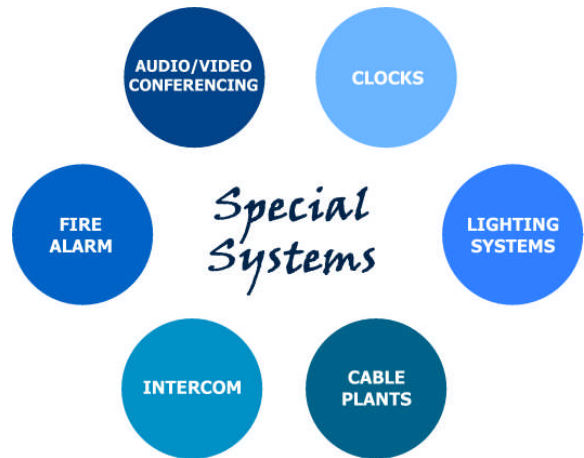 AUDIO/VIDEO
CONFERENCING
CLOCKS
FIRE
ALARM
Special
Systems
LIGHTING
SYSTEMS
INTERCOM
CABLE
PLANTS